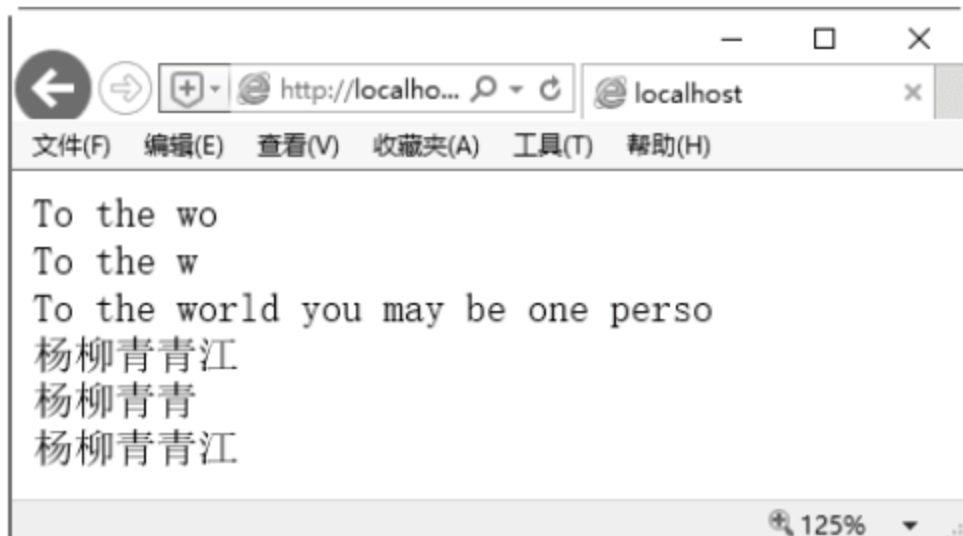 http://localho...
localhost
文件(F) 编辑(E) 查看(V) 收藏夹(A) 工具(T) 帮助(H)
To the wo
To the w
To the world you may be one perso
杨柳青青江
杨柳青青
杨柳青青江
125%